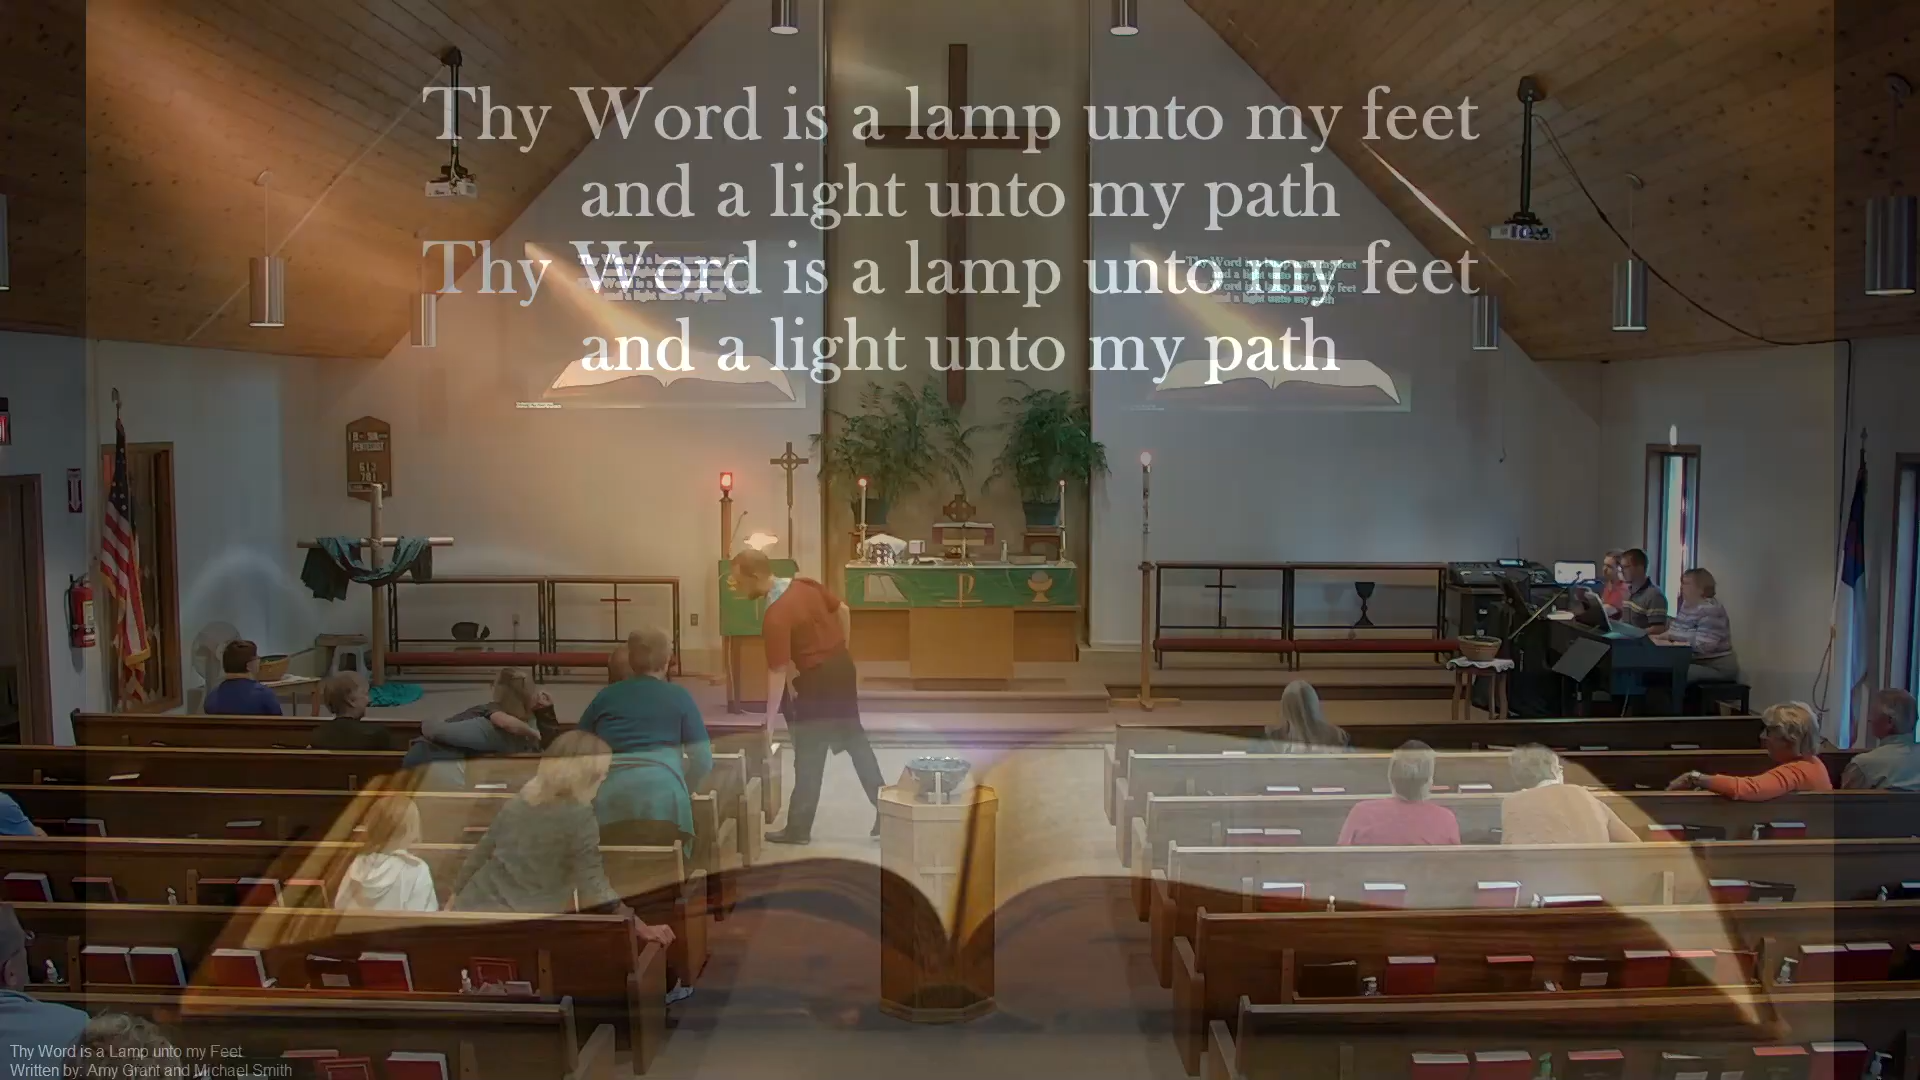 Thy Word is a lamp unto my feet
and a light unto my path
Thy Word is a lamp unto my feet
and a light unto my path
PENTECOST
Thy Word is a Lamp unto my Feet
Written by: Amy Grant and Michael Smith